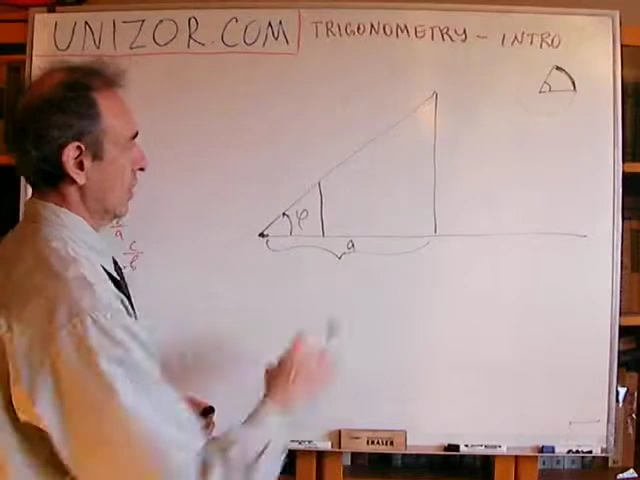 UNIZOR.COM
TRIGONOMETRY - INTRO
φ
a
c/a
c/b
ERASER